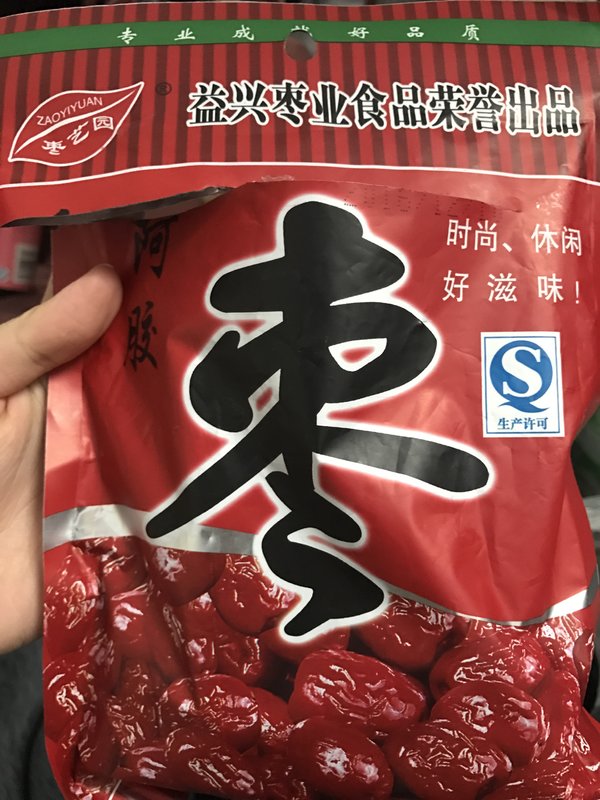 专业成就好品质
ZAOYIYUAN
枣艺园
®
益兴枣业食品荣誉出品
阿胶
枣
时尚、休闲
好滋味!
生产许可